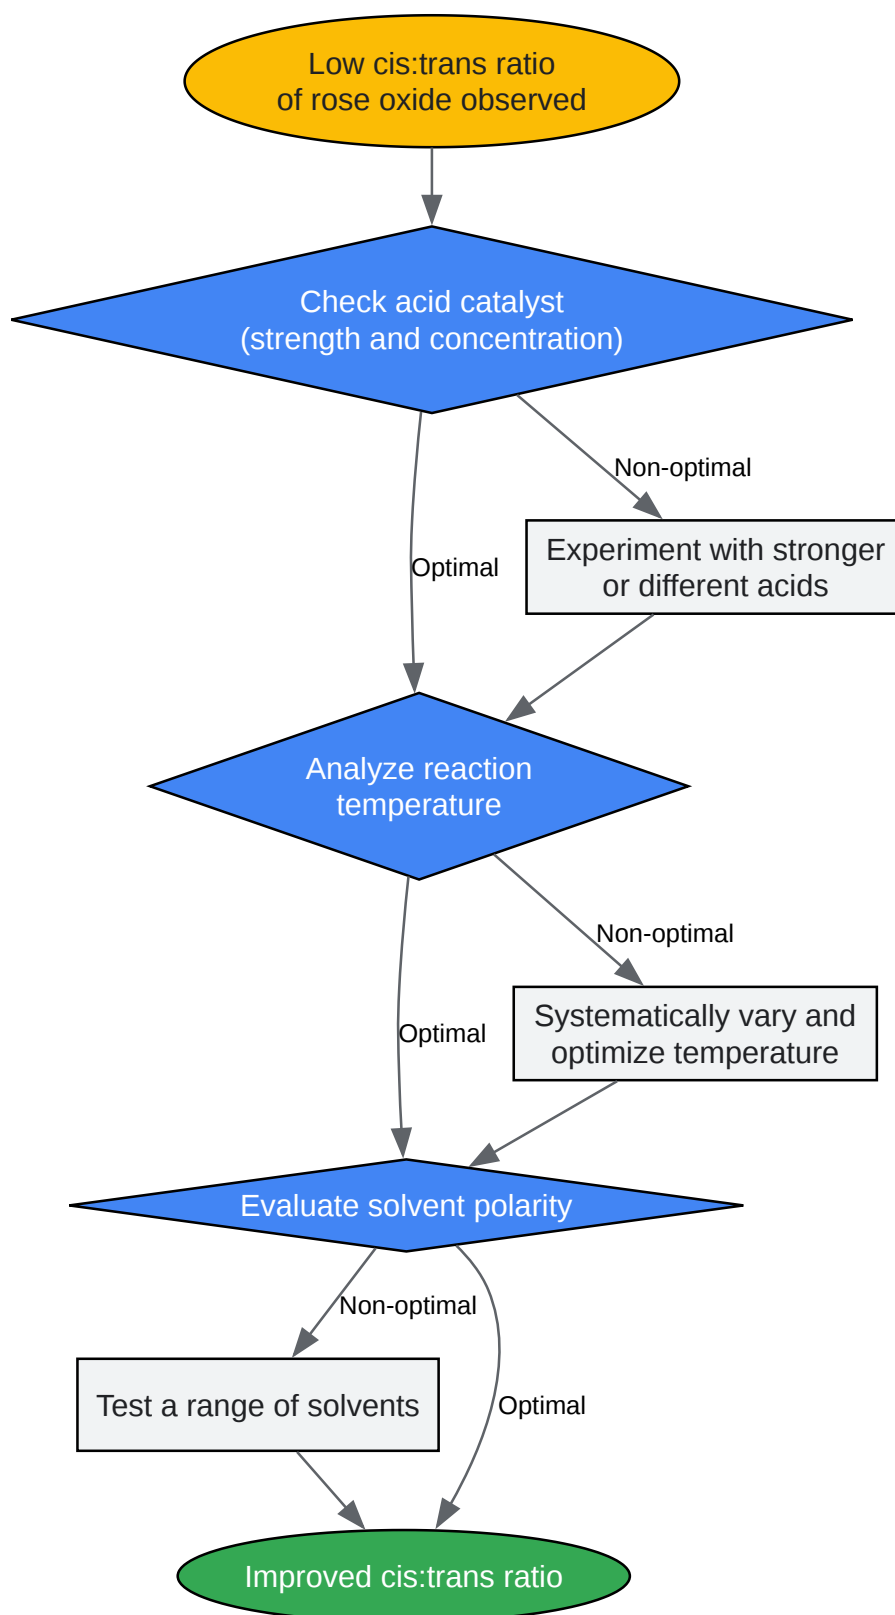 Low cis:trans ratio
of rose oxide observed
Check acid catalyst
(strength and concentration)
Non-optimal
Optimal
Experiment with stronger
or different acids
Analyze reaction
temperature
Non-optimal
Optimal
Systematically vary and
optimize temperature
Evaluate solvent polarity
Non-optimal
Optimal
Test a range of solvents
Improved cis:trans ratio